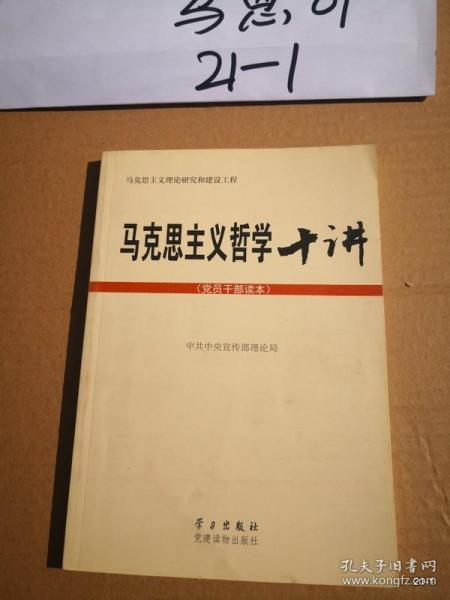 21-1
马克思主义理论研究和建设工程
马克思主义哲学十讲
（党员干部读本）
中共中央宣传部理论局
学习出版社
党建读物出版社
孔夫子旧书网
www.kongfz.com